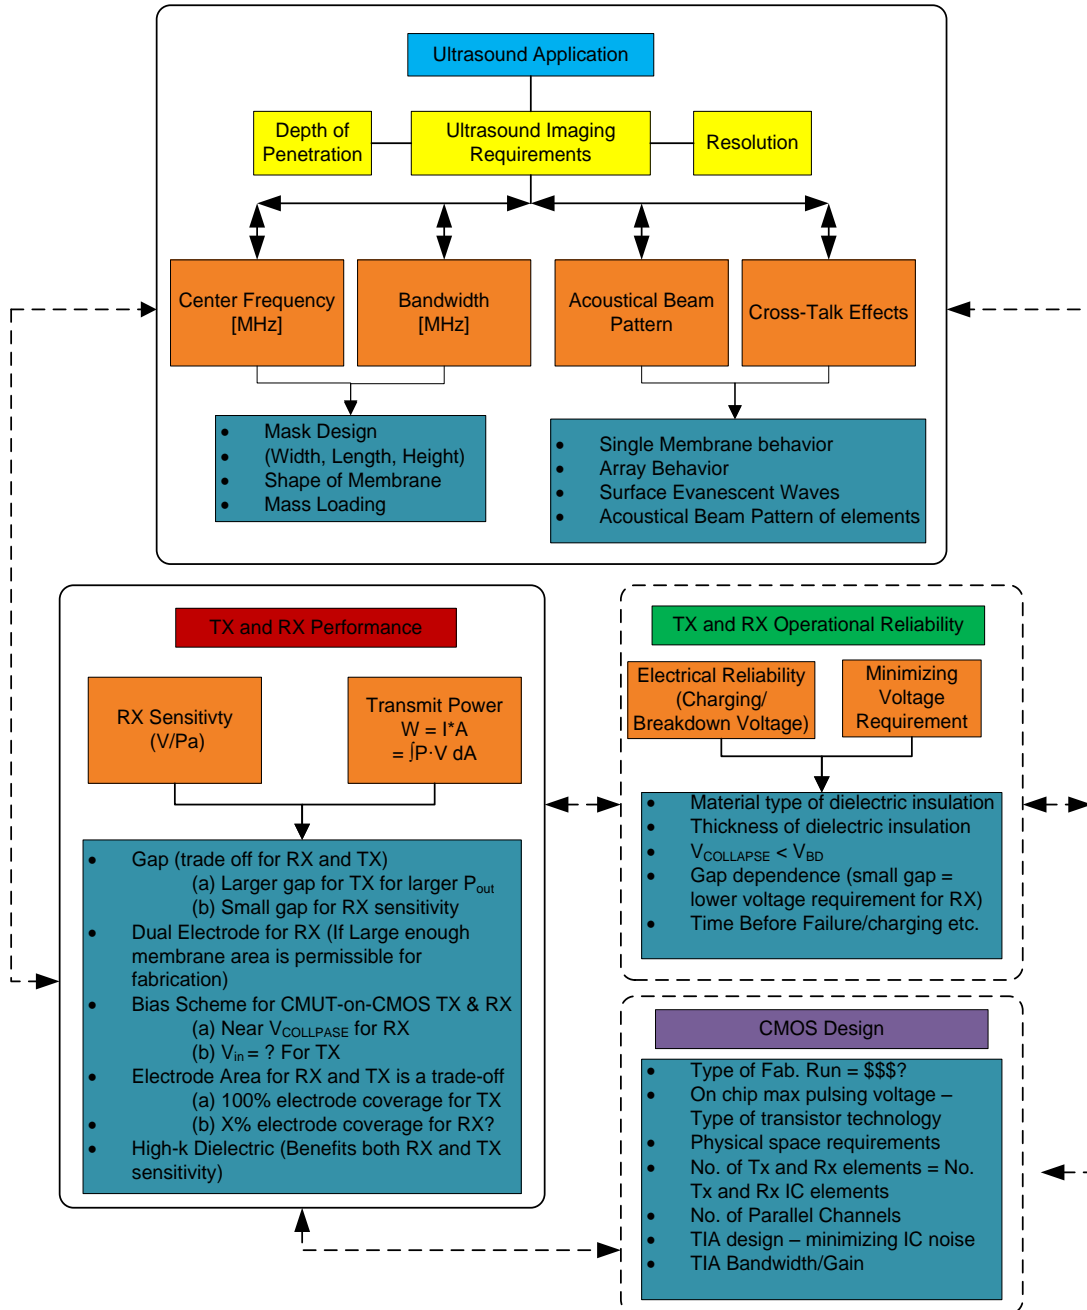 Ultrasound Application
Depth of
Penetration
Ultrasound Imaging
Requirements
Resolution
Center Frequency
[MHz]
Bandwidth
[MHz]
Acoustical Beam
Pattern
Cross-Talk Effects
• Mask Design
• (Width, Length, Height)
• Shape of Membrane
• Mass Loading
• Single Membrane behavior
• Array Behavior
• Surface Evanescent Waves
• Acoustical Beam Pattern of elements
TX and RX Performance
RX Sensitivty
(V/Pa)
Transmit Power
W = I*A
= ∫P·V dA
• Gap (trade off for RX and TX)
(a) Larger gap for TX for larger Pout
(b) Small gap for RX sensitivity
• Dual Electrode for RX (If Large enough
membrane area is permissible for
fabrication)
• Bias Scheme for CMUT-on-CMOS TX & RX
(a) Near VCOLLPASE for RX
(b) Vin = ? For TX
• Electrode Area for RX and TX is a trade-off
(a) 100% electrode coverage for TX
• (b) X% electrode coverage for RX?
• High-k Dielectric (Benefits both RX and TX
sensitivity)
TX and RX Operational Reliability
Electrical Reliability
(Charging/
Breakdown Voltage)
Minimizing
Voltage
Requirement
• Material type of dielectric insulation
• Thickness of dielectric insulation
• VCOLLAPSE < VBD
• Gap dependence (small gap =
lower voltage requirement for RX)
• Time Before Failure/charging etc.
CMOS Design
• Type of Fab. Run = $$$?
• On chip max pulsing voltage –
Type of transistor technology
• Physical space requirements
• No. of Tx and Rx elements = No.
Tx and Rx IC elements
• No. of Parallel Channels
• TIA design – minimizing IC noise
• TIA Bandwidth/Gain